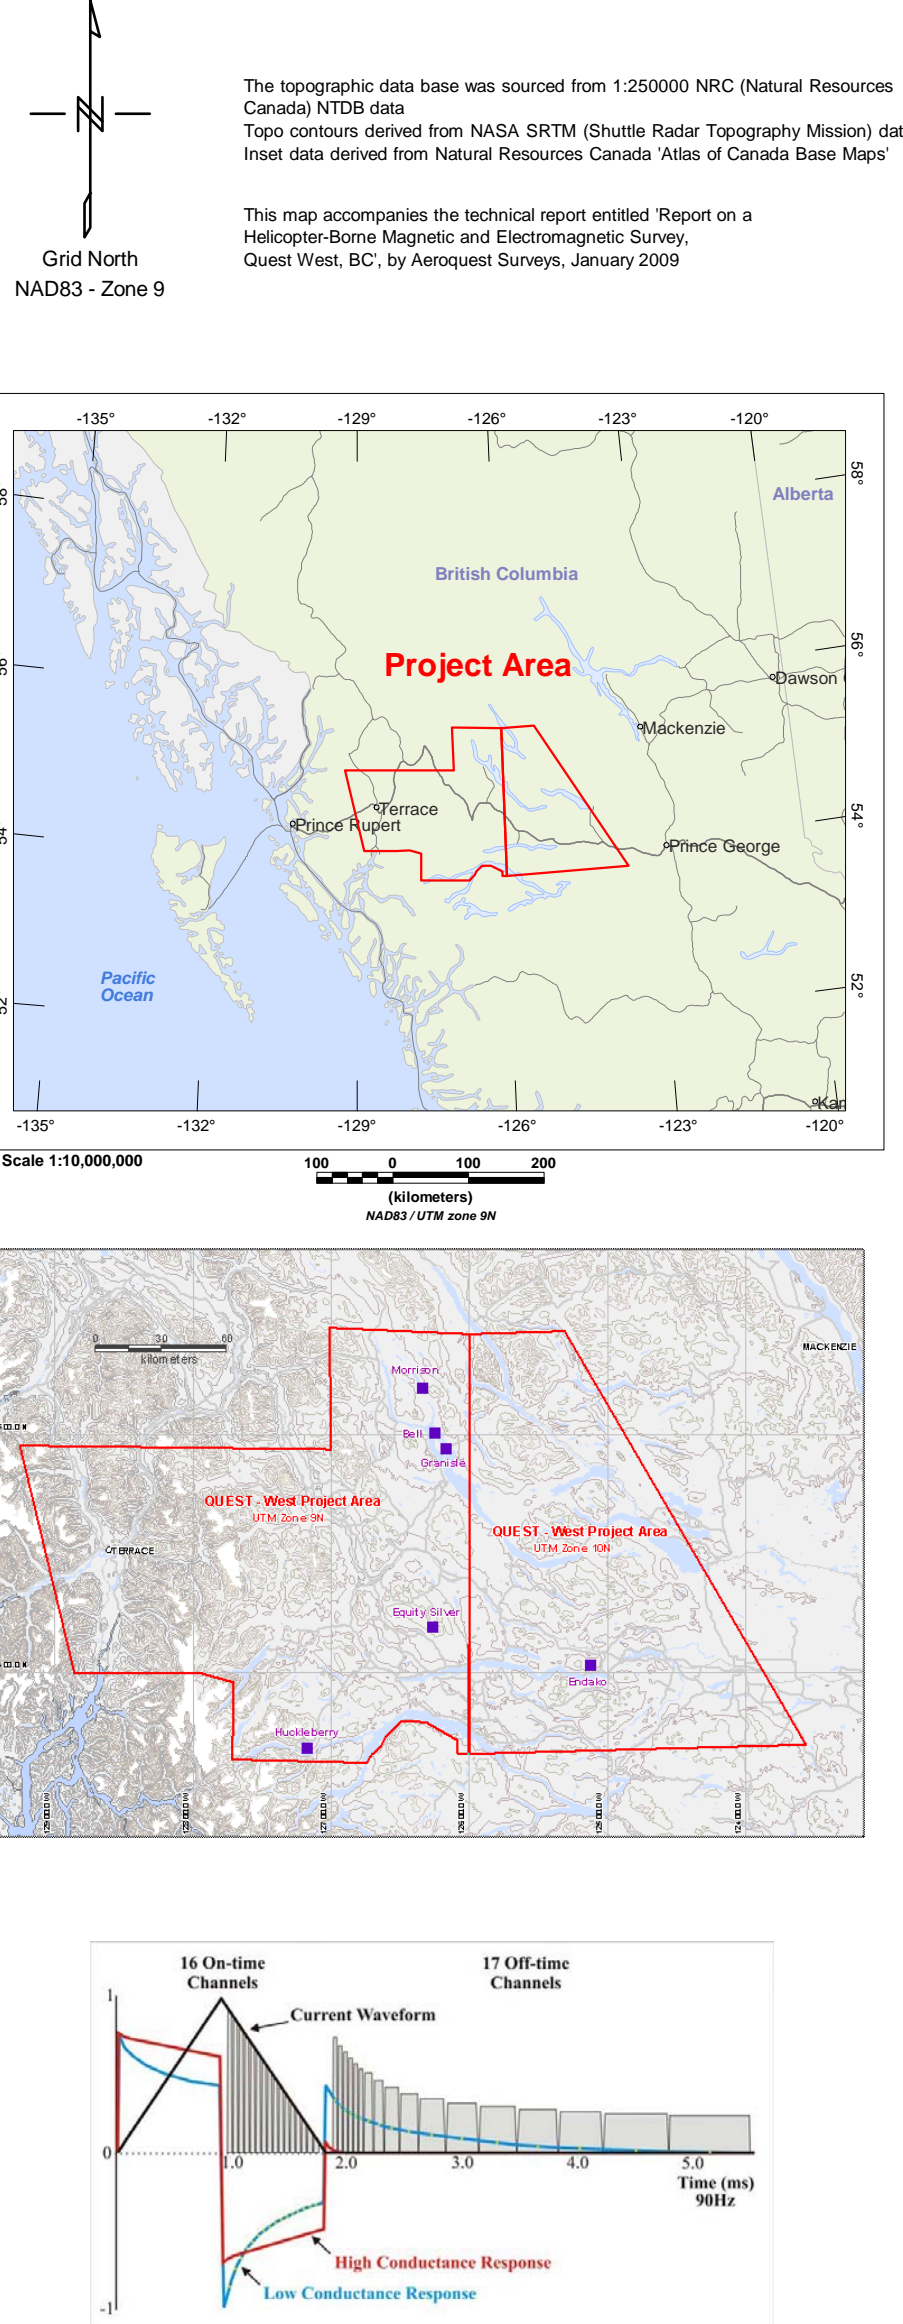 The topographic data base was sourced from 1:250000 NRC (Natural Resources
Canada) NTDB data
Topo contours derived from NASA SRTM (Shuttle Radar Topography Mission) dat
Inset data derived from Natural Resources Canada 'Atlas of Canada Base Maps'
This map accompanies the technical report entitled 'Report on a
Helicopter-Borne Magnetic and Electromagnetic Survey,
Quest West, BC', by Aeroquest Surveys, January 2009
N
Grid North
NAD83 - Zone 9
-135° -132° -129° -126° -123° -120°
58°
Alberta
British Columbia
56°
Project Area
Dawson
Mackenzie
Terrace
Prince Rupert
54°
Prince George
Pacific
Ocean
52°
Kam
-135° -132° -129° -126° -123° -120°
Scale 1:10,000,000
100 0 100 200
(kilometers)
NAD83 / UTM zone 9N
0 30 60
kilometers
MACKENZIE
Morrison
Bell
Granisle
QUEST - West Project Area
UTM Zone 9N
QUEST - West Project Area
UTM Zone 10N
TERRACE
Equity Silver
Endako
Huckleberry
16 On-time
Channels
17 Off-time
Channels
1
Current Waveform
0
1.0 2.0 3.0 4.0 5.0
Time (ms)
90Hz
High Conductance Response
Low Conductance Response
-1